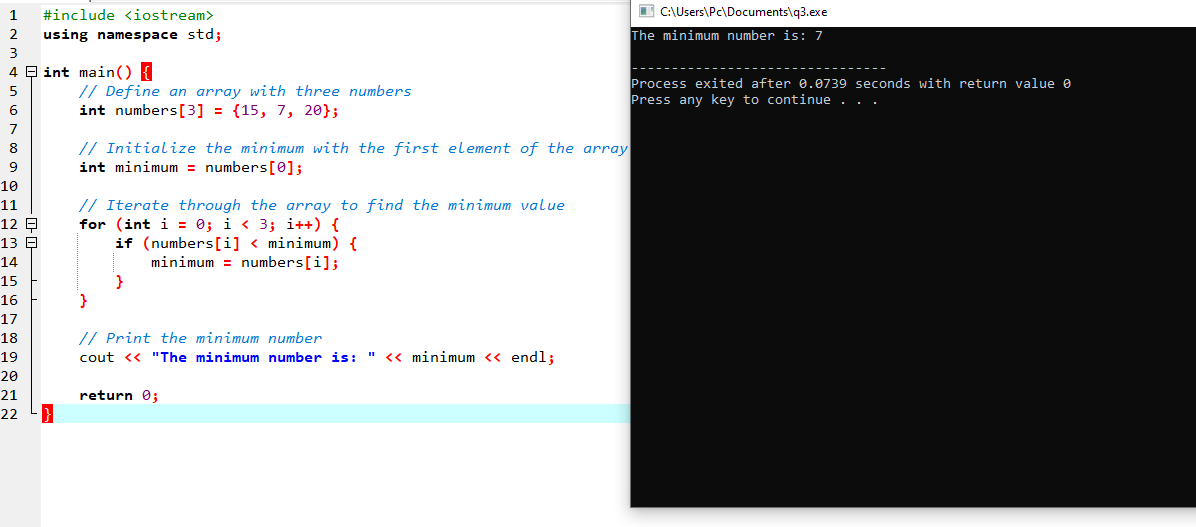 1 #include <iostream>
2 using namespace std;
3
4 int main() {
5 // Define an array with three numbers
6 int numbers[3] = {15, 7, 20};
7
8 // Initialize the minimum with the first element of the array
9 int minimum = numbers[0];
10
11 // Iterate through the array to find the minimum value
12 for (int i = 0; i < 3; i++) {
13 if (numbers[i] < minimum) {
14 minimum = numbers[i];
15 }
16 }
17
18 // Print the minimum number
19 cout << "The minimum number is: " << minimum << endl;
20
21 return 0;
22 }
C:\Users\Pc\Documents\q3.exe
The minimum number is: 7
--------------------------------
Process exited after 0.0739 seconds with return value 0
Press any key to continue . . .